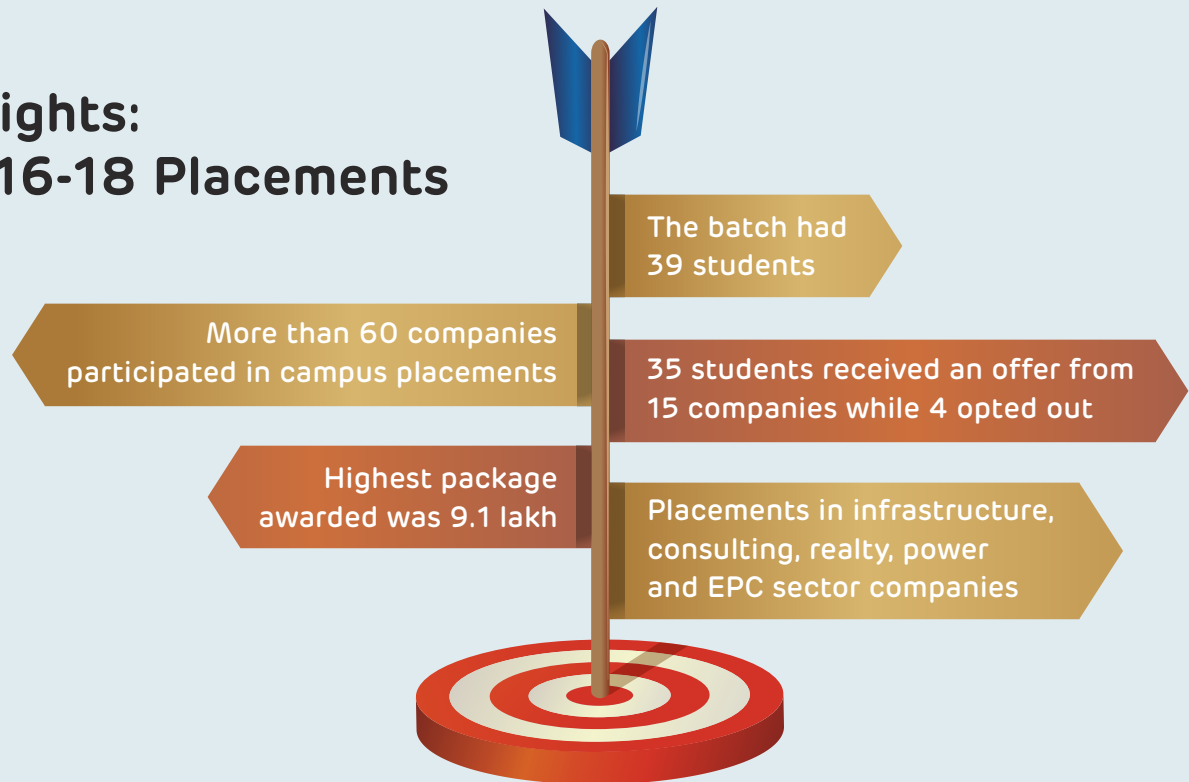 ights:
16-18 Placements
The batch had
39 students
More than 60 companies
participated in campus placements
35 students received an offer from
15 companies while 4 opted out
Highest package
awarded was 9.1 lakh
Placements in infrastructure,
consulting, realty, power
and EPC sector companies